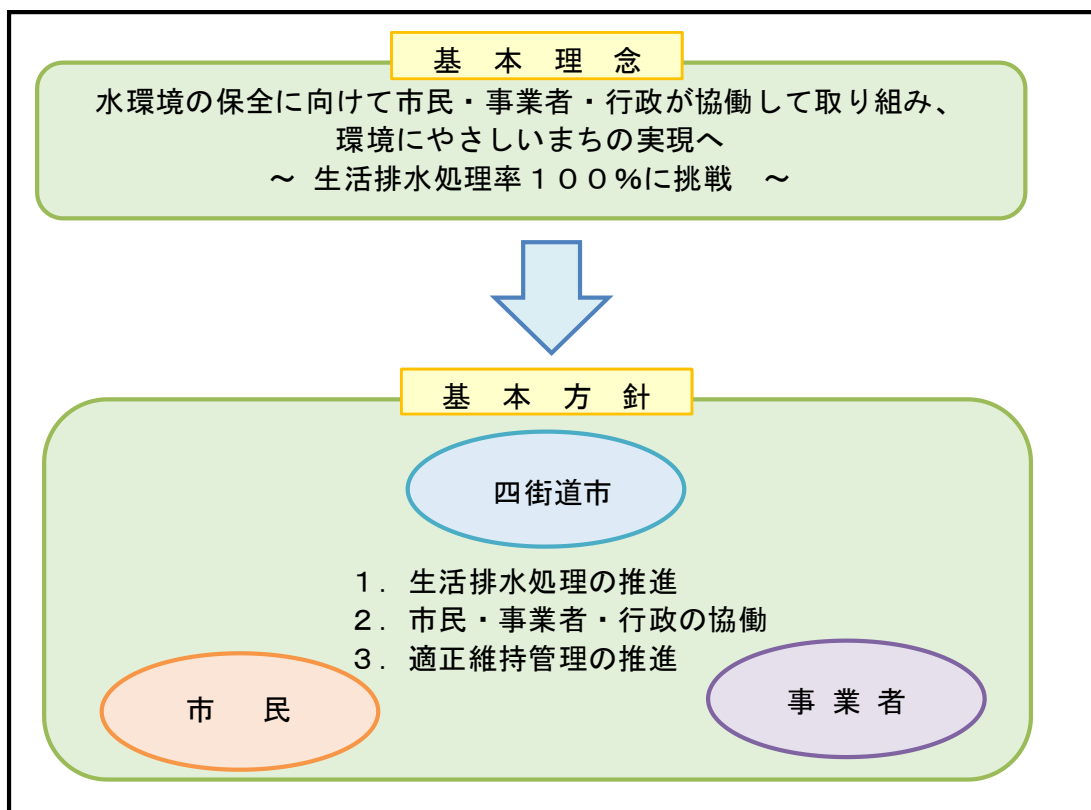 基 本 理 念
水環境の保全に向けて市民・事業者・行政が協働して取り組み、
環境にやさしいまちの実現へ
~ 生活排水処理率100%に挑戦 ~
基 本 方 針
四街道市
1. 生活排水処理の推進
2. 市民・事業者・行政の協働
3. 適正維持管理の推進
市 民
事 業 者